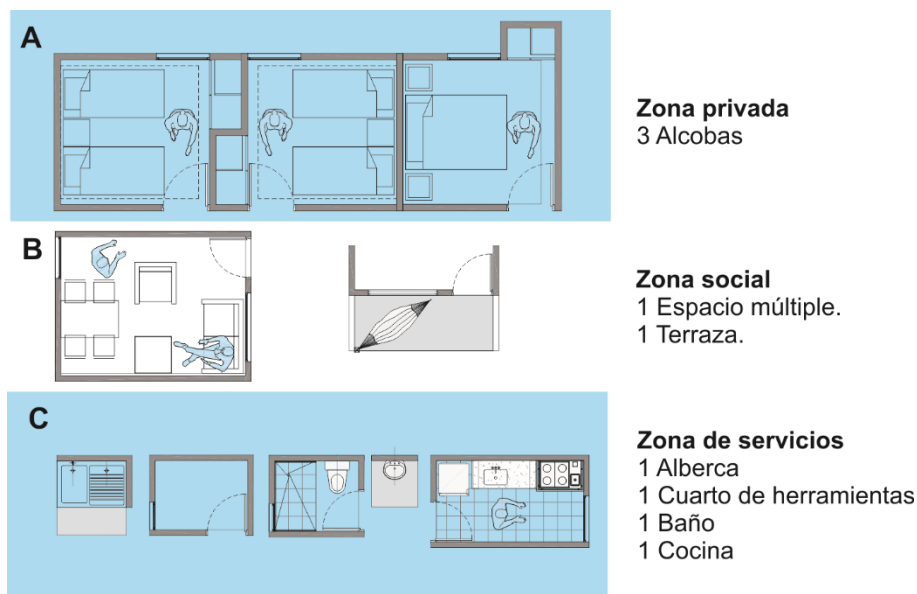 A
Zona privada
3 Alcobas
B
Zona social
1 Espacio múltiple.
1 Terraza.
C
Zona de servicios
1 Alberca
1 Cuarto de herramientas
1 Baño
1 Cocina